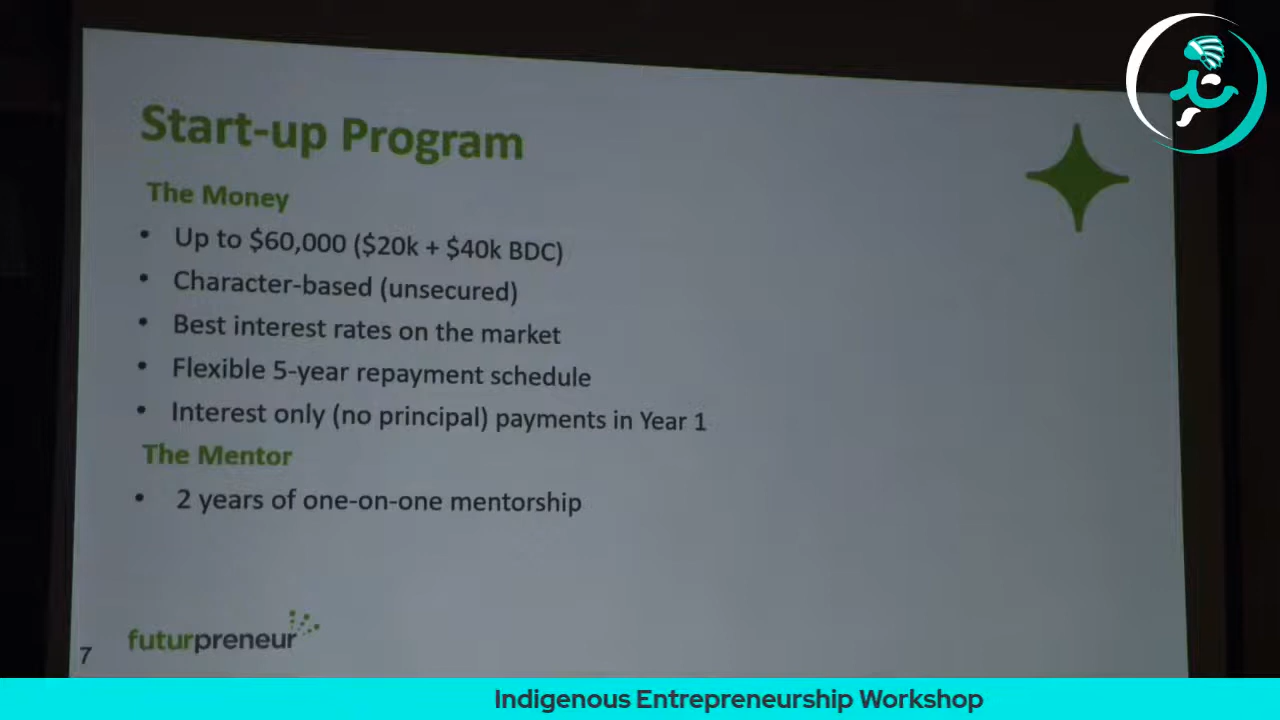 Start-up Program
The Money
• Up to $60,000 ($20k + $40k BDC)
• Character-based (unsecured)
• Best interest rates on the market
• Flexible 5-year repayment schedule
• Interest only (no principal) payments in Year 1
The Mentor
• 2 years of one-on-one mentorship
futurpreneur
7
Indigenous Entrepreneurship Workshop